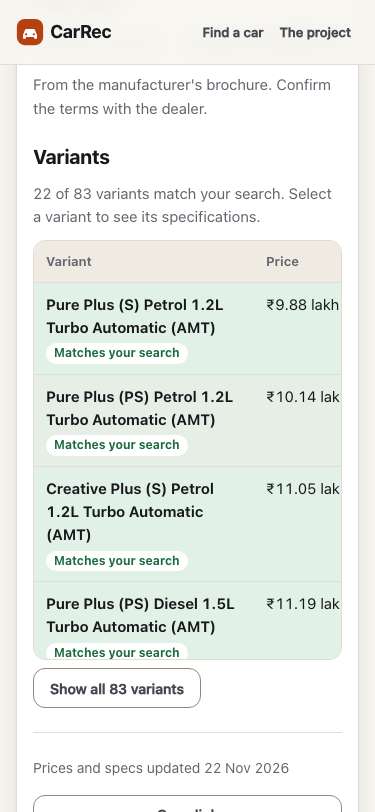 CarRec
Find a car The project
From the manufacturer's brochure. Confirm
the terms with the dealer.
Variants
22 of 83 variants match your search. Select
a variant to see its specifications.
Variant Price
Pure Plus (S) Petrol 1.2L ₹9.88 lakh
Turbo Automatic (AMT)
Matches your search
Pure Plus (PS) Petrol 1.2L ₹10.14 lak
Turbo Automatic (AMT)
Matches your search
Creative Plus (S) Petrol ₹11.05 lak
1.2L Turbo Automatic
(AMT)
Matches your search
Pure Plus (PS) Diesel 1.5L ₹11.19 lak
Turbo Automatic (AMT)
Matches your search
Show all 83 variants
Prices and specs updated 22 Nov 2026